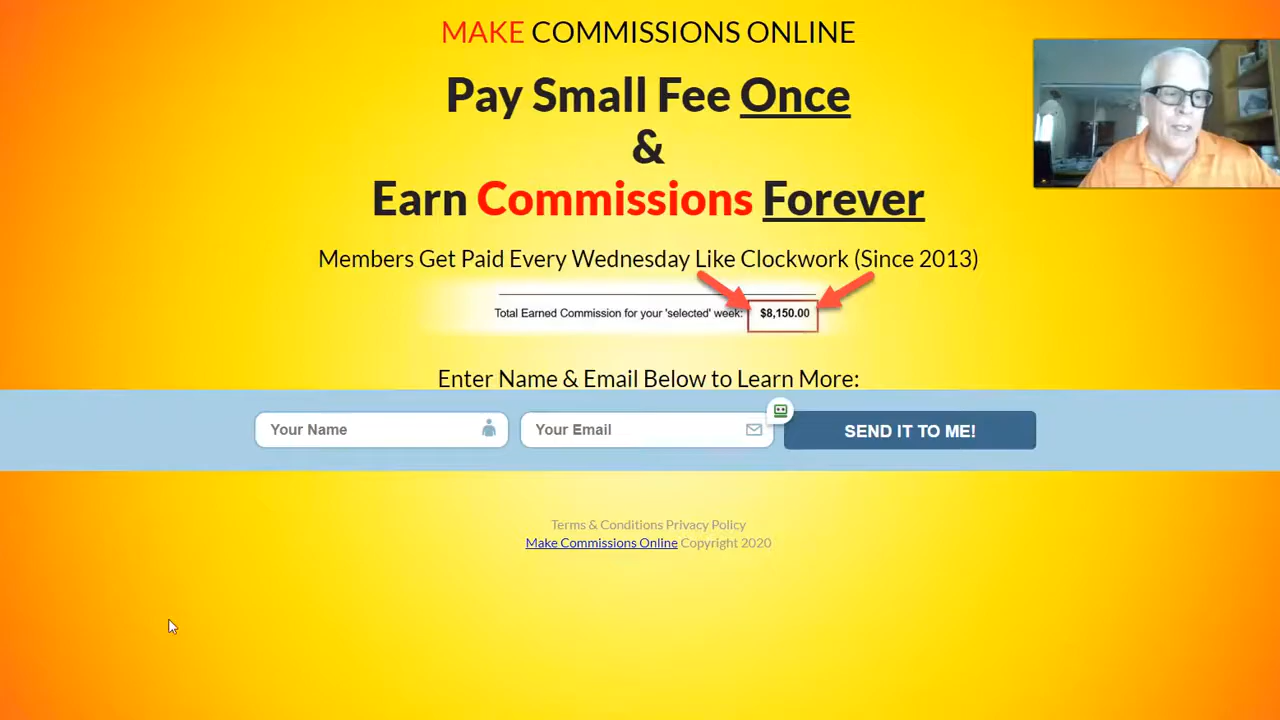 MAKE COMMISSIONS ONLINE
Pay Small Fee Once
&
Earn Commissions Forever
Members Get Paid Every Wednesday Like Clockwork (Since 2013)
Total Earned Commission for your 'selected' week: $8,150.00
Enter Name & Email Below to Learn More:
Your Name Your Email SEND IT TO ME!
Terms & Conditions Privacy Policy
Make Commissions Online Copyright 2020